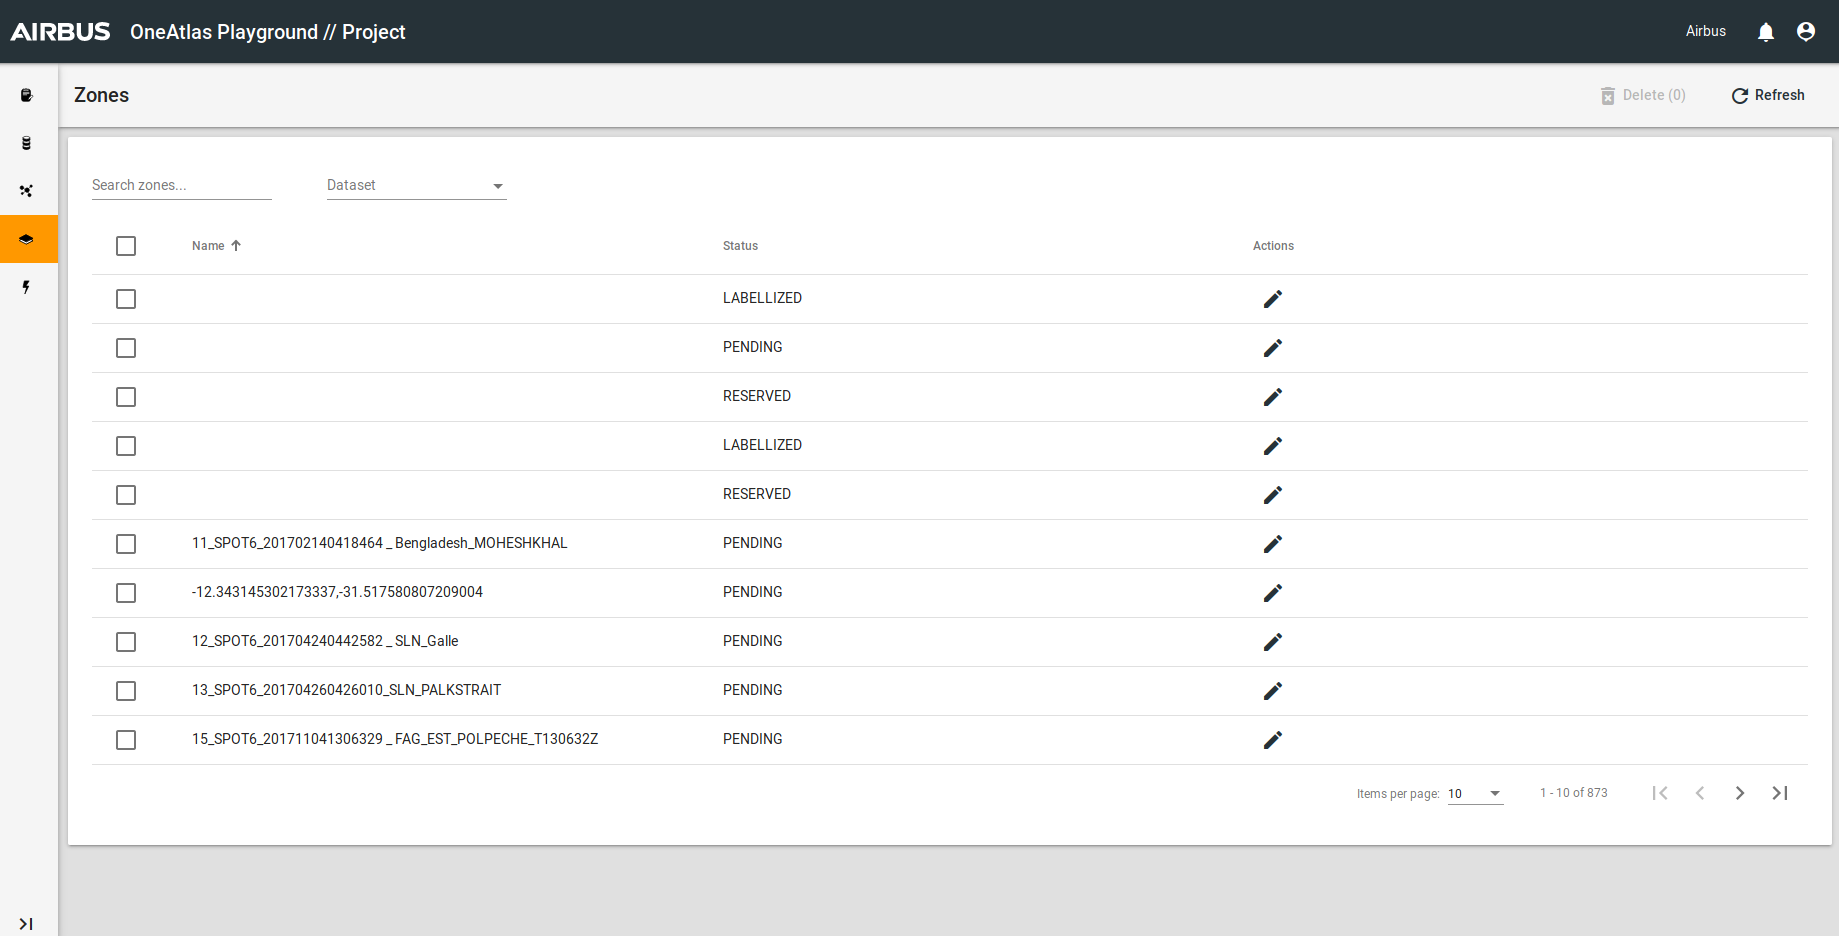 AIRBUS OneAtlas Playground // Project Airbus
Zones Delete (0) Refresh
Search zones... Dataset
Name Status Actions
LABELLIZED
PENDING
RESERVED
LABELLIZED
RESERVED
11_SPOT6_201702140418464 _ Bengladesh_MOHESHKHAL PENDING
-12.343145302173337,-31.517580807209004 PENDING
12_SPOT6_201704240442582 _ SLN_Galle PENDING
13_SPOT6_201704260426010_SLN_PALKSTRAIT PENDING
15_SPOT6_201711041306329 _ FAG_EST_POLPECHE_T130632Z PENDING
Items per page: 10 1 - 10 of 873